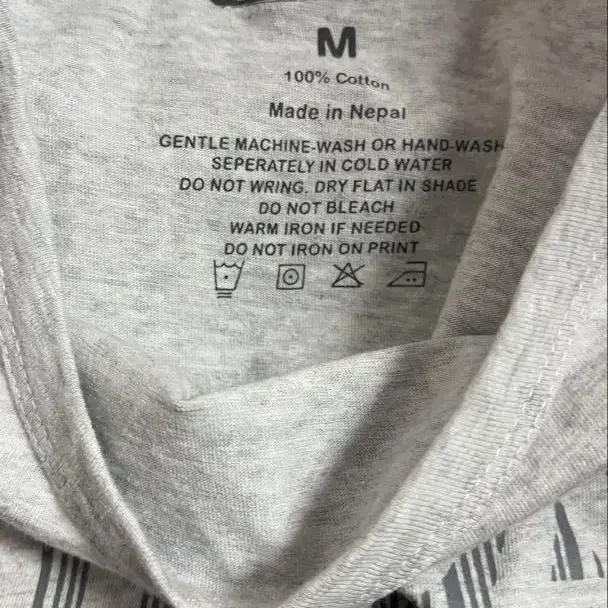 M
100% Cotton
Made in Nepal
GENTLE MACHINE-WASH OR HAND-WASH
SEPERATELY IN COLD WATER
DO NOT WRING. DRY FLAT IN SHADE
DO NOT BLEACH
WARM IRON IF NEEDED
DO NOT IRON ON PRINT